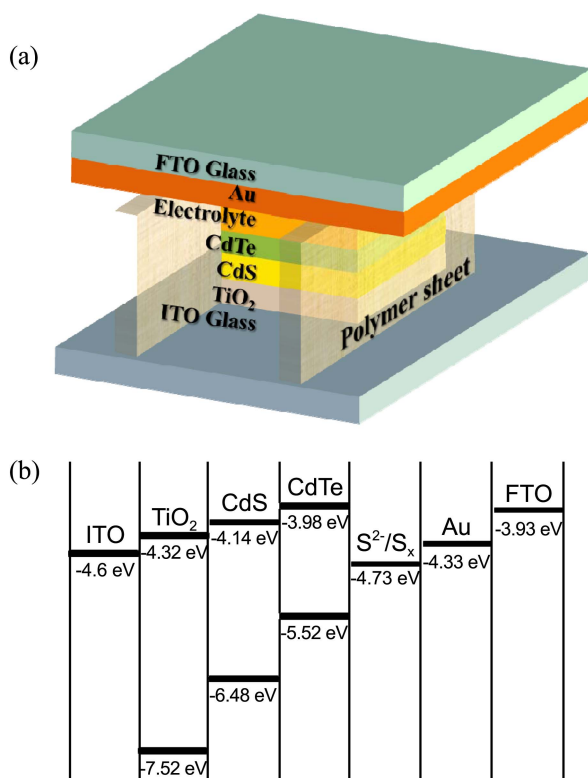 (a)
FTO Glass
Au
Electrolyte
CdTe
CdS
TiO₂
ITO Glass
Polymer sheet
(b)
ITO
-4.6 eV
TiO₂
-4.32 eV
-7.52 eV
CdS
-4.14 eV
-6.48 eV
CdTe
-3.98 eV
-5.52 eV
S²⁻/Sₓ
-4.73 eV
Au
-4.33 eV
FTO
-3.93 eV